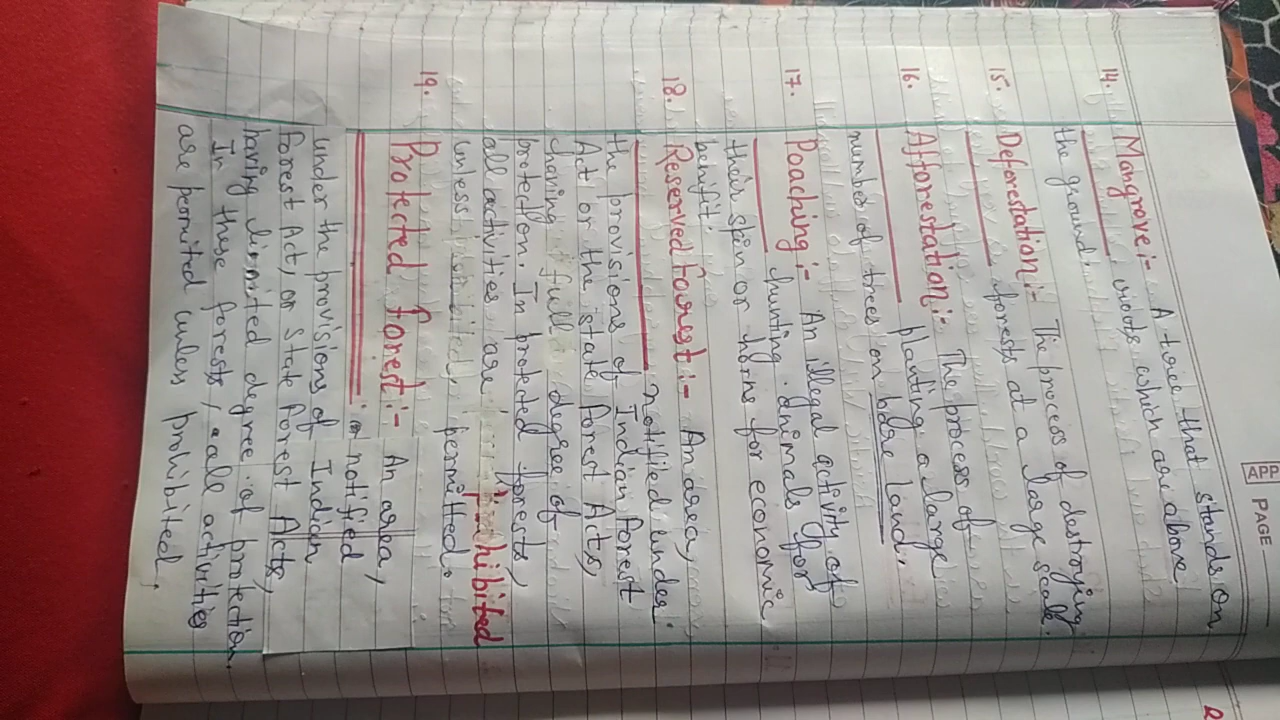 APP
PAGE
14. Mangrove :- A tree that stands on
roots which are above
the ground.
15. Deforestation :- The process of destroying
forests at a large scale.
16. Afforestation :- The process of
planting a large
number of trees on bare land.
17. Poaching :- An illegal activity of
hunting animals for
their skin or horns for economic
benifit.
18. Reserved forest :- An area,
notified under
the provisions of Indian forest
Act or the state forest Acts,
having full degree of
protection. In protected forests,
all activities are prohibited
unless permitted.
19. Protected forest :- An area,
notified
under the provisions of Indian
forest Act, or State forest Acts,
having limited degree of protection.
In these forests, all activities
are permited unless prohibited.